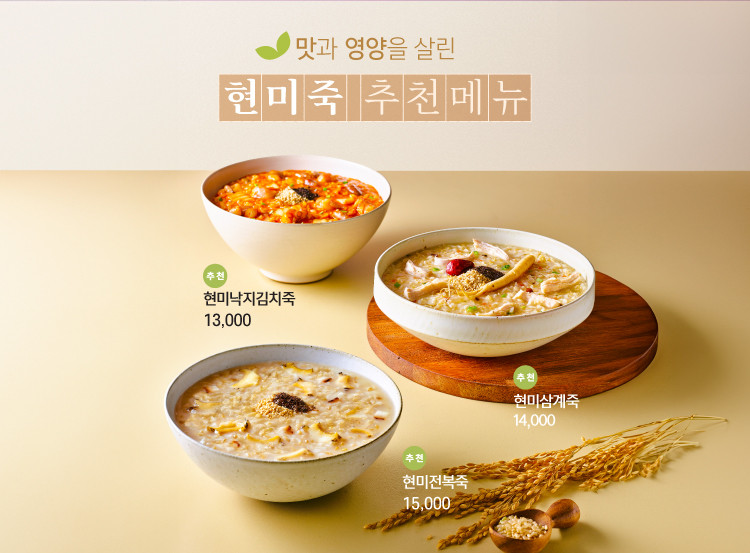 맛과 영양을 살린
현미죽 추천메뉴
추천
현미낙지김치죽
13,000
추천
현미삼계죽
14,000
추천
현미전복죽
15,000